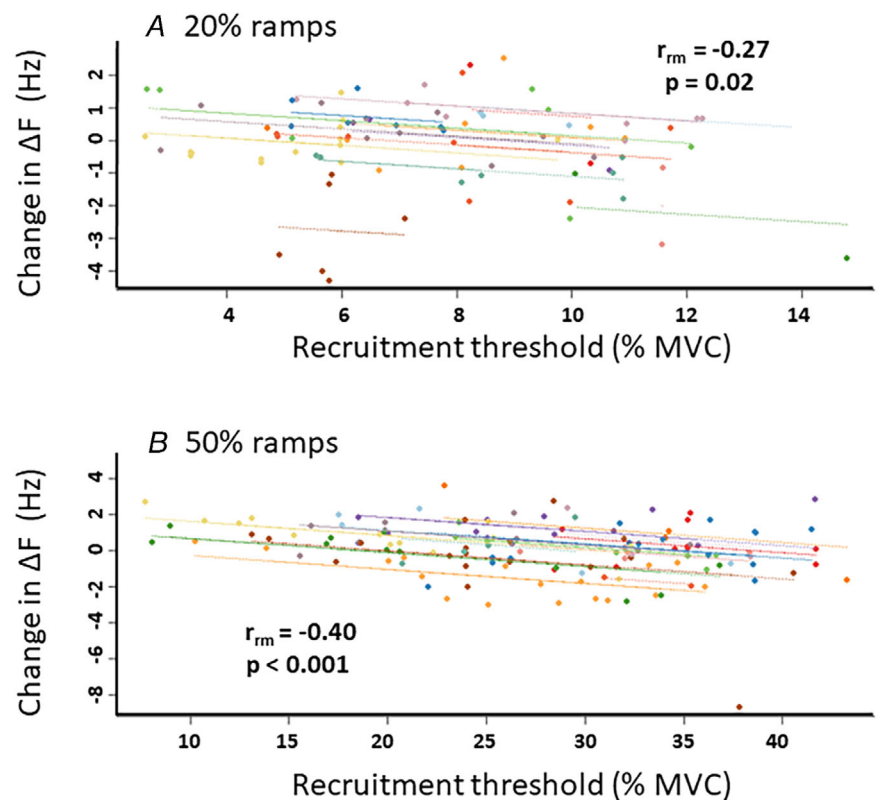 A 20% ramps
r_rm = -0.27
p = 0.02
Change in ΔF (Hz)
2
1
0
-1
-2
-3
-4
4 6 8 10 12 14
Recruitment threshold (% MVC)
B 50% ramps
Change in ΔF (Hz)
4
2
0
-2
-4
-6
-8
r_rm = -0.40
p < 0.001
10 15 20 25 30 35 40
Recruitment threshold (% MVC)